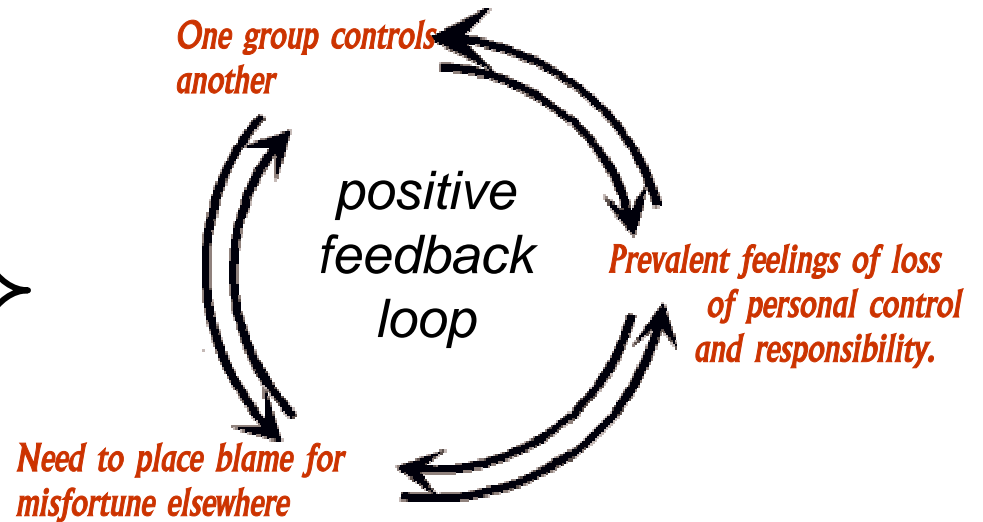 One group controls
another
positive
feedback
loop
Prevalent feelings of loss
of personal control
and responsibility.
Need to place blame for
misfortune elsewhere